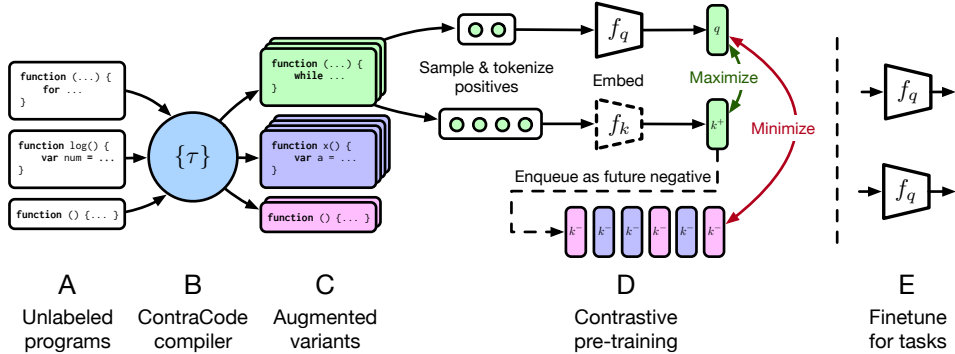 function (...) {
for ...
}
function log() {
var num = ...
}
function () {... }
{τ}
function (...) {
while ...
}
function x() {
var a = ...
}
function () {... }
Sample & tokenize
positives
f_q
Embed
f_k
q
k⁺
Maximize
Minimize
Enqueue as future negative
k⁻ k⁻ k⁻ k⁻ k⁻ k⁻
f_q
f_q
A
Unlabeled
programs
B
ContraCode
compiler
C
Augmented
variants
D
Contrastive
pre-training
E
Finetune
for tasks